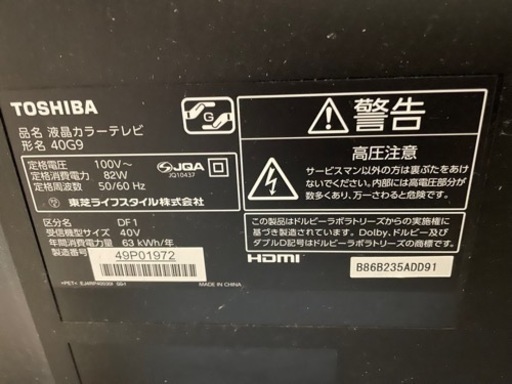 TOSHIBA
品名 液晶カラーテレビ
形名 40G9
G
定格電圧 100V～
定格消費電力 82W
定格周波数 50/60 Hz
JQA
JQ10437
東芝ライフスタイル株式会社
区分名 DF1
受信機型サイズ 40V
年間消費電力量 63 kWh/年
製造番号
49P01972
MADE IN CHINA
警告
高圧注意
サービスマン以外の方は裏ぶたをあけないでください。内部には高電圧部分が数多くあり、万一さわると危険です。
この製品はドルビーラボラトリーズからの実施権に基づき製造されています。Dolby、ドルビー及びダブルD記号はドルビーラボラトリーズの商標です。
HDMI
B86B235ADD91